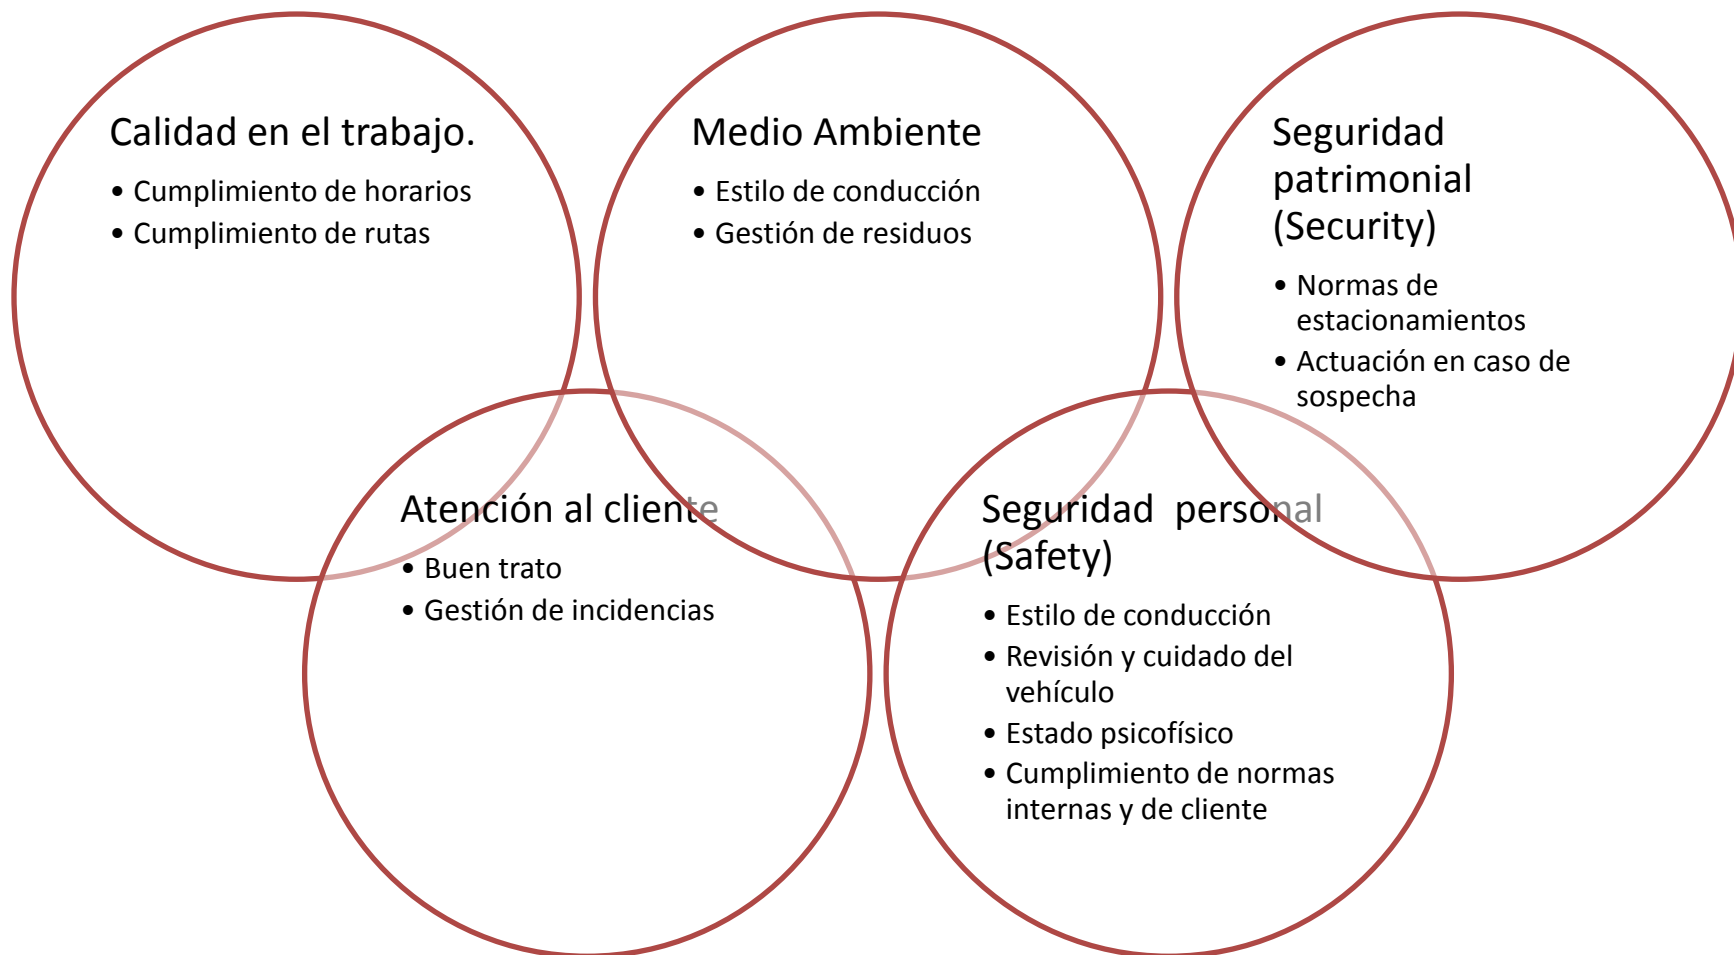 Calidad en el trabajo.
• Cumplimiento de horarios
• Cumplimiento de rutas
Medio Ambiente
• Estilo de conducción
• Gestión de residuos
Seguridad
patrimonial
(Security)
• Normas de
estacionamientos
• Actuación en caso de
sospecha
Atención al cliente
• Buen trato
• Gestión de incidencias
Seguridad  personal
(Safety)
• Estilo de conducción
• Revisión y cuidado del
vehículo
• Estado psicofísico
• Cumplimiento de normas
internas y de cliente